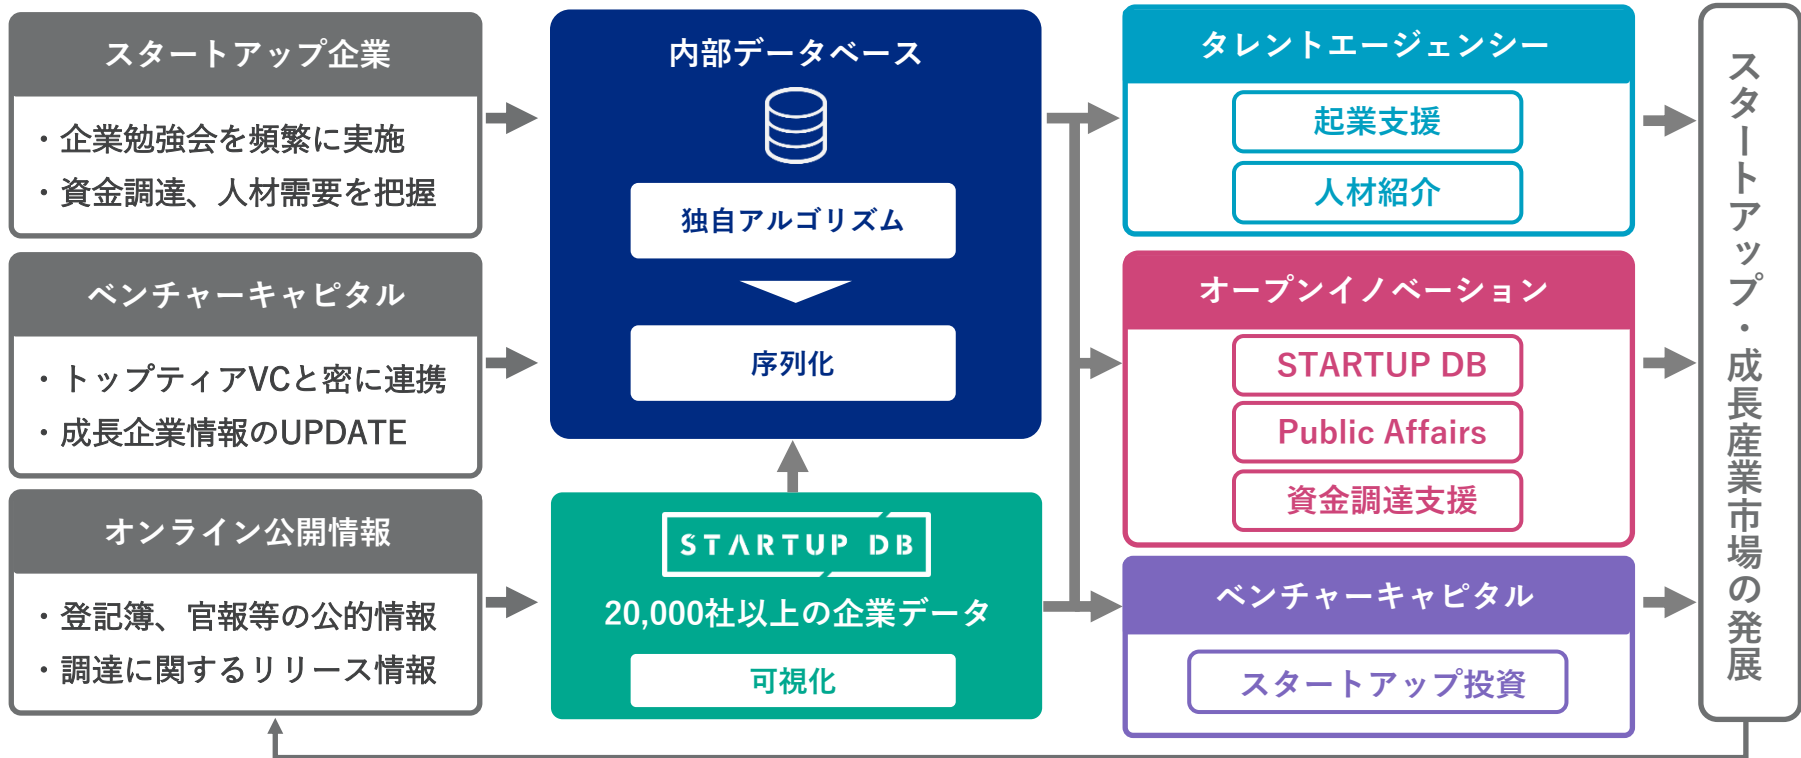 スタートアップ企業
・企業勉強会を頻繁に実施
・資金調達、人材需要を把握
ベンチャーキャピタル
・トップティアVCと密に連携
・成長企業情報のUPDATE
オンライン公開情報
・登記簿、官報等の公的情報
・調達に関するリリース情報
内部データベース
独自アルゴリズム
序列化
STARTUP DB
20,000社以上の企業データ
可視化
タレントエージェンシー
起業支援
人材紹介
オープンイノベーション
STARTUP DB
Public Affairs
資金調達支援
ベンチャーキャピタル
スタートアップ投資
スタートアップ・成長産業市場の発展